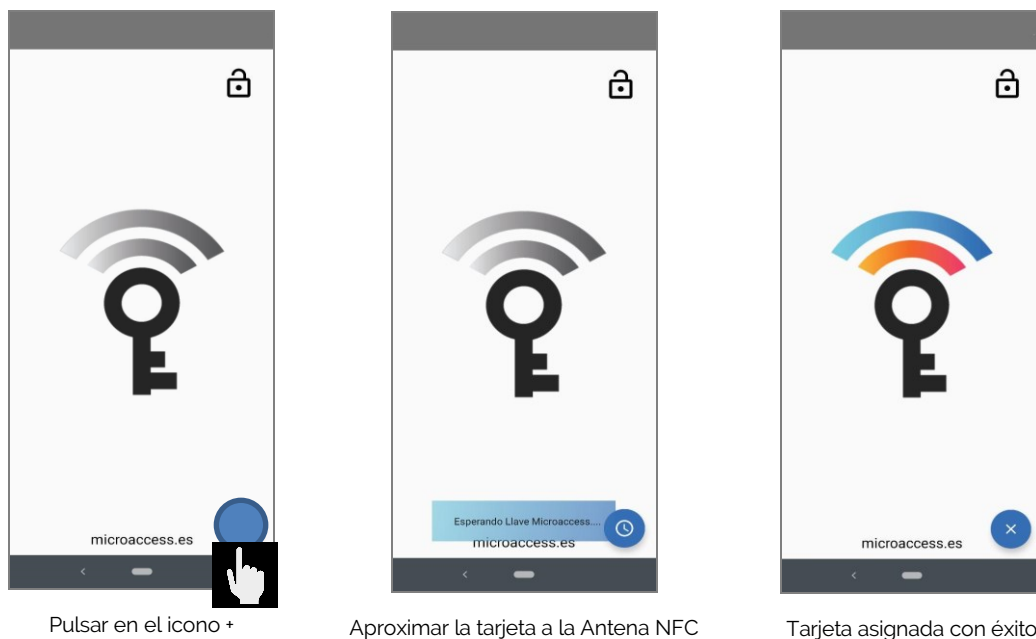 microaccess.es
Pulsar en el icono +
Esperando Llave Microaccess....
microaccess.es
Aproximar la tarjeta a la Antena NFC
microaccess.es
Tarjeta asignada con éxito